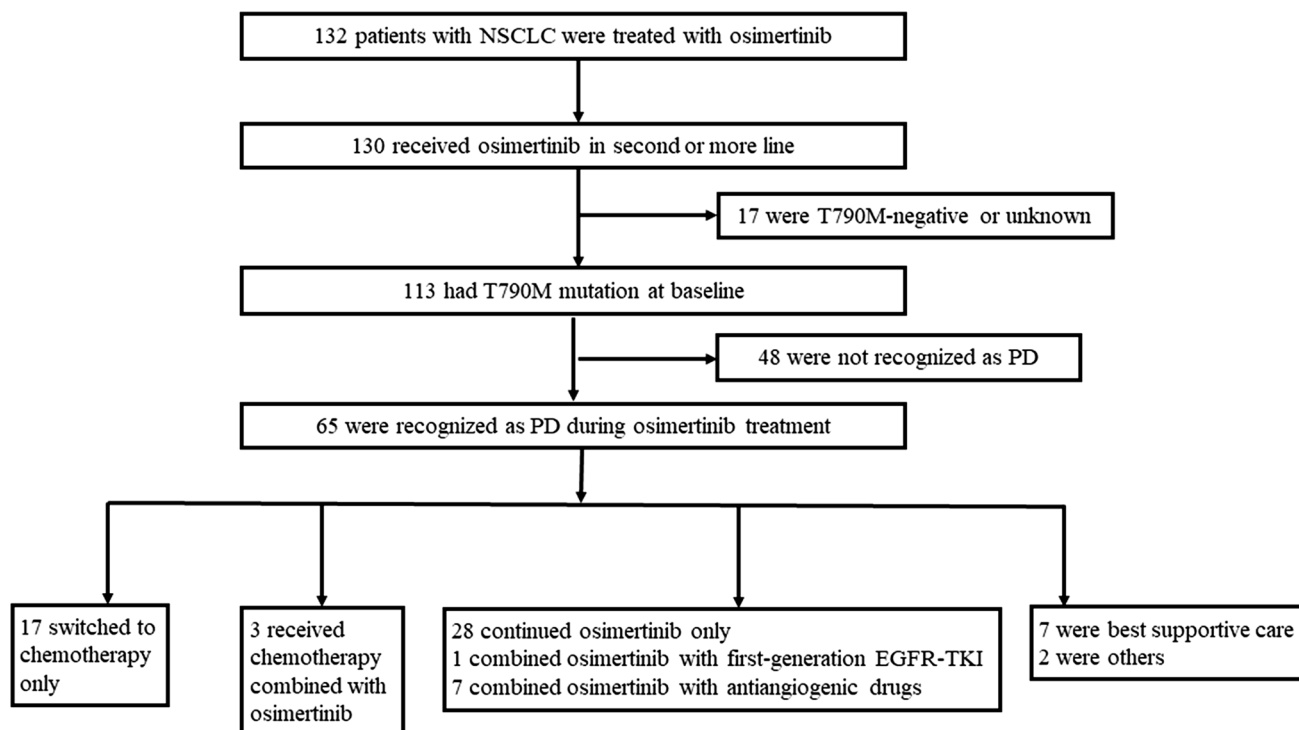 132 patients with NSCLC were treated with osimertinib
130 received osimertinib in second or more line
17 were T790M-negative or unknown
113 had T790M mutation at baseline
48 were not recognized as PD
65 were recognized as PD during osimertinib treatment
17 switched to
chemotherapy
only
3 received
chemotherapy
combined with
osimertinib
28 continued osimertinib only
1 combined osimertinib with first-generation EGFR-TKI
7 combined osimertinib with antiangiogenic drugs
7 were best supportive care
2 were others